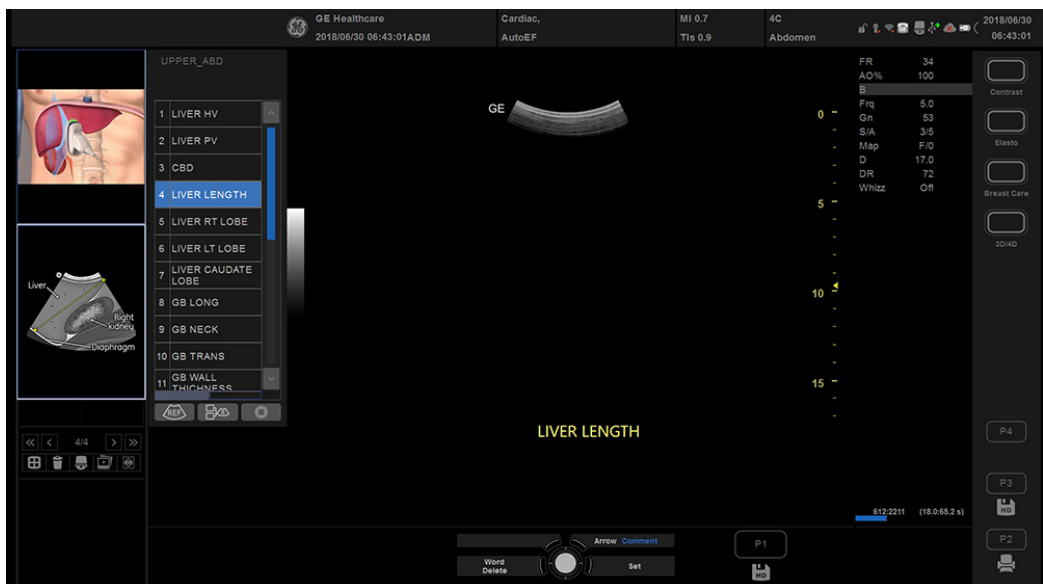 GE Healthcare
2018/06/30 06:43:01ADM
Cardiac,
AutoEF
MI 0.7
TIs 0.9
4C
Abdomen
2018/06/30
06:43:01
UPPER_ABD
1 LIVER HV
2 LIVER PV
3 CBD
4 LIVER LENGTH
5 LIVER RT LOBE
6 LIVER LT LOBE
7 LIVER CAUDATE
LOBE
8 GB LONG
9 GB NECK
10 GB TRANS
11 GB WALL
THICKNESS
REF
Liver
Right
kidney
Diaphragm
4/4
GE
0
5
10
15
LIVER LENGTH
FR 34
AO% 100
B
Frq 5.0
Gn 53
S/A 3/5
Map F/0
D 17.0
DR 72
Whizz Off
Contrast
Elasto
Breast Care
3D/4D
P4
P3
HD
P2
612:2211 (18.0:65.2 s)
Arrow Comment
Word
Delete
Set
P1
HD